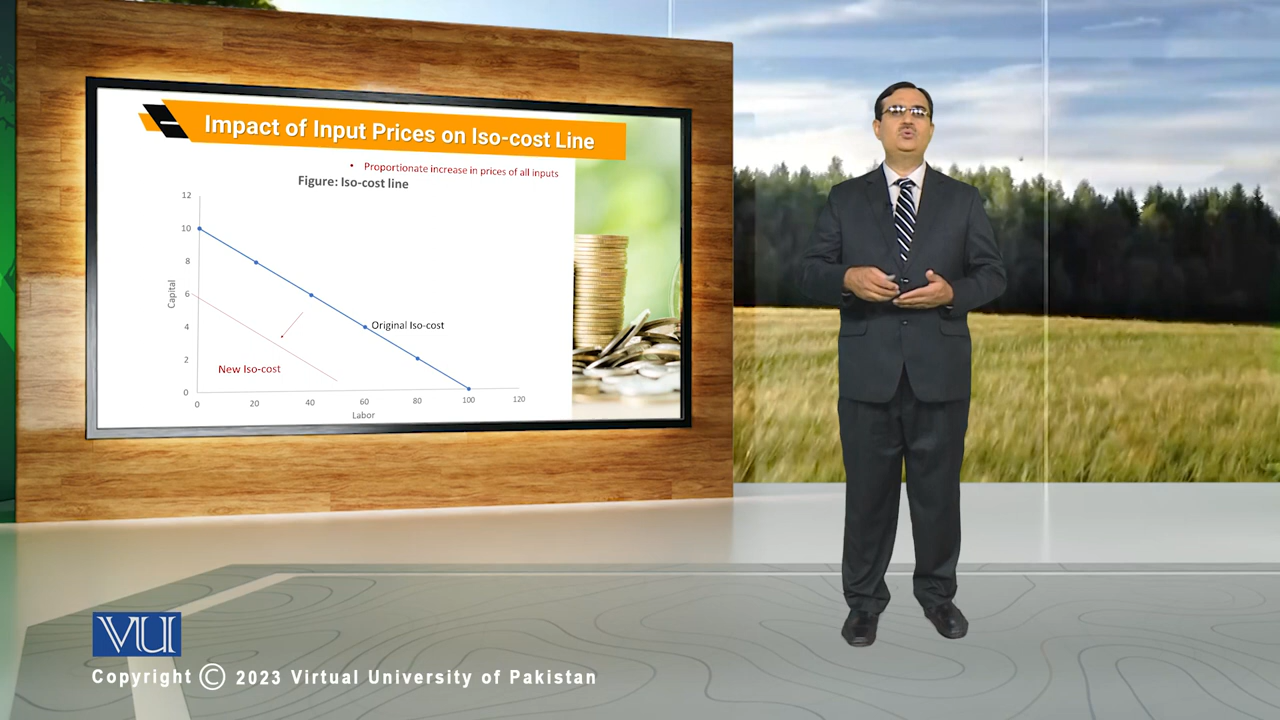 Impact of Input Prices on Iso-cost Line
• Proportionate increase in prices of all inputs
Figure: Iso-cost line
12
10
8
6
4
2
0
Capital
Original Iso-cost
New Iso-cost
0 20 40 60 80 100 120
Labor
VU
Copyright © 2023 Virtual University of Pakistan